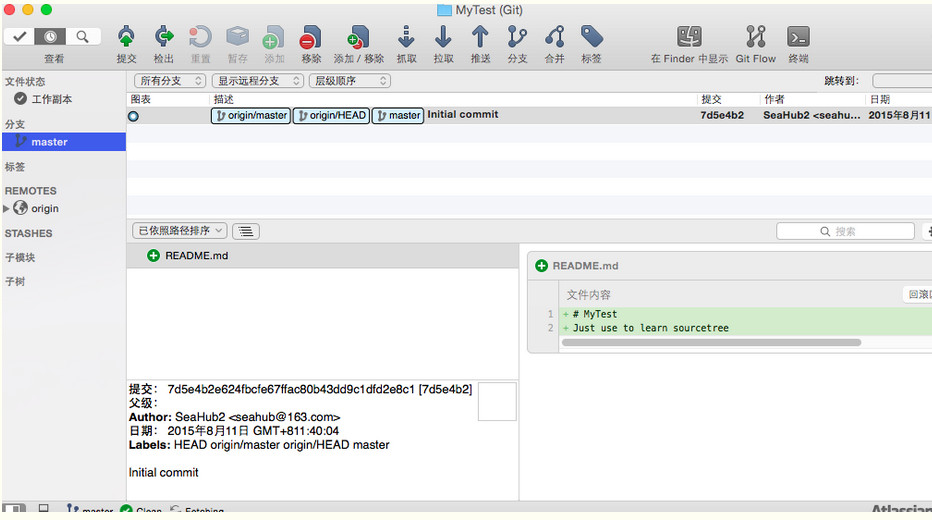 MyTest (Git)
查看 提交 检出 重置 暂存 添加 移除 添加 / 移除 抓取 拉取 推送 分支 合并 标签 在 Finder 中显示 Git Flow 终端
文件状态
工作副本
分支
master
标签
REMOTES
origin
STASHES
子模块
子树
所有分支 显示远程分支 层级顺序 跳转到:
图表 描述 提交 作者 日期
origin/master origin/HEAD master Initial commit 7d5e4b2 SeaHub2 <seahu... 2015年8月11
已依照路径排序 搜索
README.md
README.md
文件内容 回滚
1 + # MyTest
2 + Just use to learn sourcetree
提交： 7d5e4b2e624fbcfe67ffac80b43dd9c1dfd2e8c1 [7d5e4b2]
父级：
Author: SeaHub2 <seahub@163.com>
日期： 2015年8月11日 GMT+811:40:04
Labels: HEAD origin/master origin/HEAD master
Initial commit
master Clean Fetching Atlassian